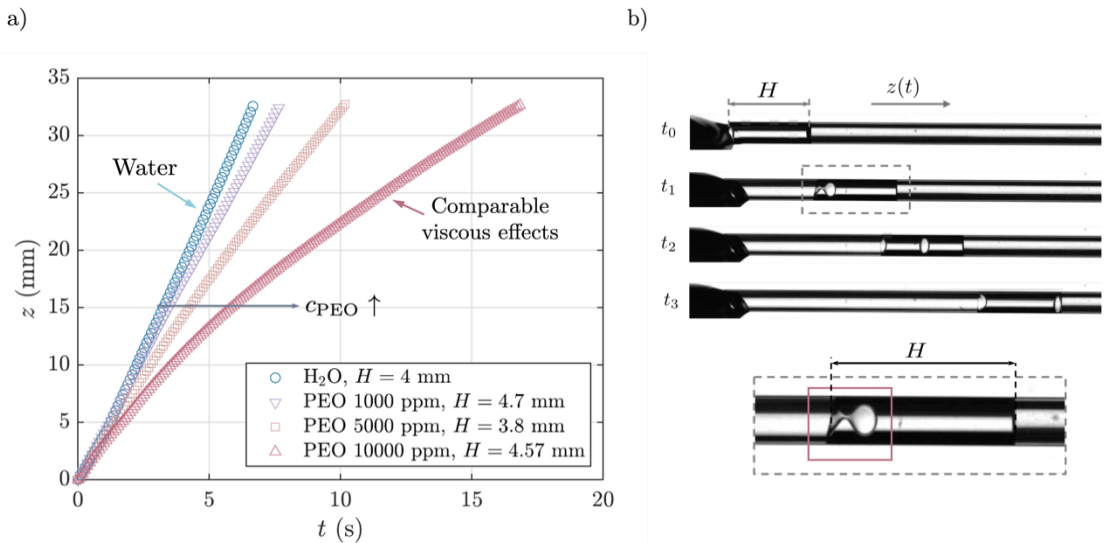 a)
35
30
25
20
15
10
5
0
z (mm)
0
5
10
15
20
t (s)
Water
Comparable
viscous effects
cPEO ↑
H₂O, H = 4 mm
PEO 1000 ppm, H = 4.7 mm
PEO 5000 ppm, H = 3.8 mm
PEO 10000 ppm, H = 4.57 mm
b)
H
z(t)
t₀
t₁
t₂
t₃
H